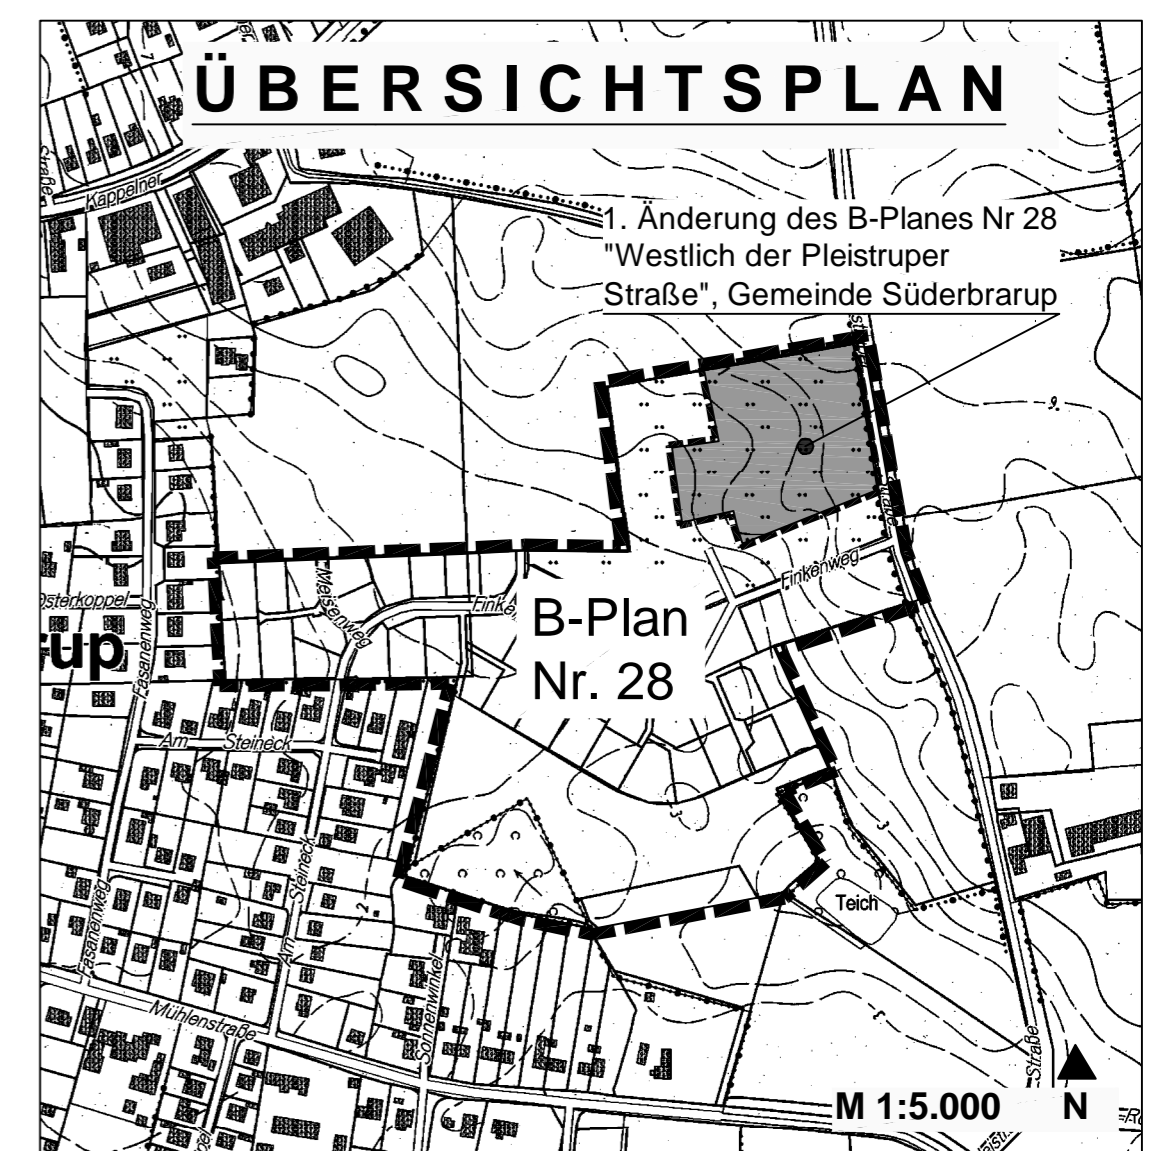 ÜBERSICHTSPLAN
Straße
Kappelner
1. Änderung des B-Planes Nr 28
"Westlich der Pleistruper
Straße", Gemeinde Süderbrarup
Finkenweg
Meisenweg
Osterkoppel
rup
Fasanenweg
B-Plan
Nr. 28
Am Steineck
Am Steineck
Fasanenweg
Teich
Sonnenwinkel
Mühlenstraße
Straße
M 1:5.000
N